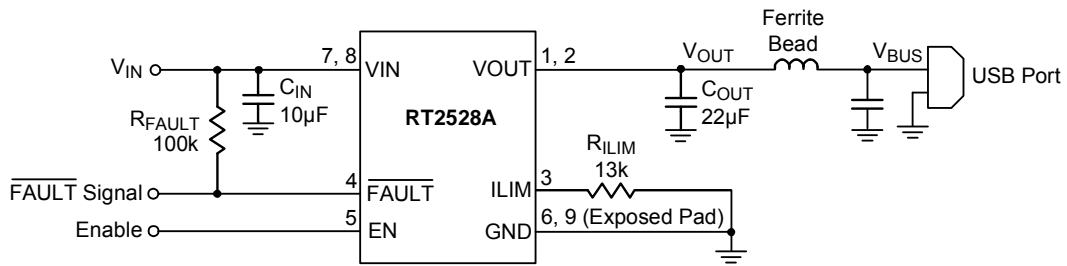 Ferrite
Bead
VIN
7, 8
VIN
VOUT
1, 2
VOUT
VBUS
USB Port
CIN
10µF
COUT
22µF
RFAULT
100k
RT2528A
RILIM
13k
FAULT Signal
4
FAULT
ILIM
3
Enable
5
EN
GND
6, 9 (Exposed Pad)